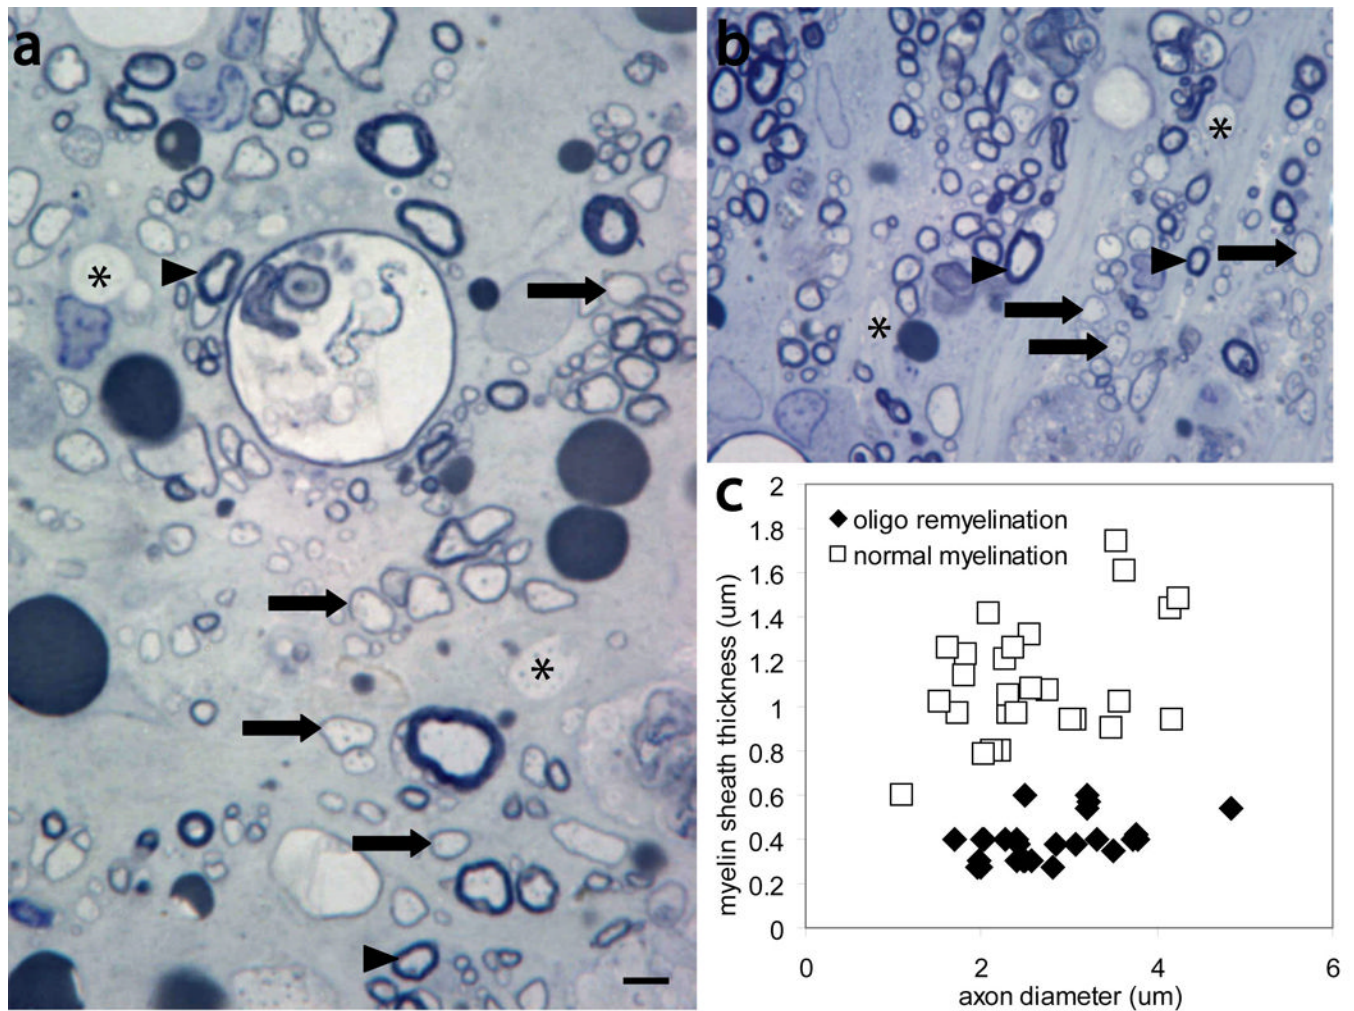 a
b
*
*
*
*
c
2
1.8
1.6
1.4
1.2
1
0.8
0.6
0.4
0.2
0
oligo remyelination
normal myelination
myelin sheath thickness (um)
0 2 4 6
axon diameter (um)